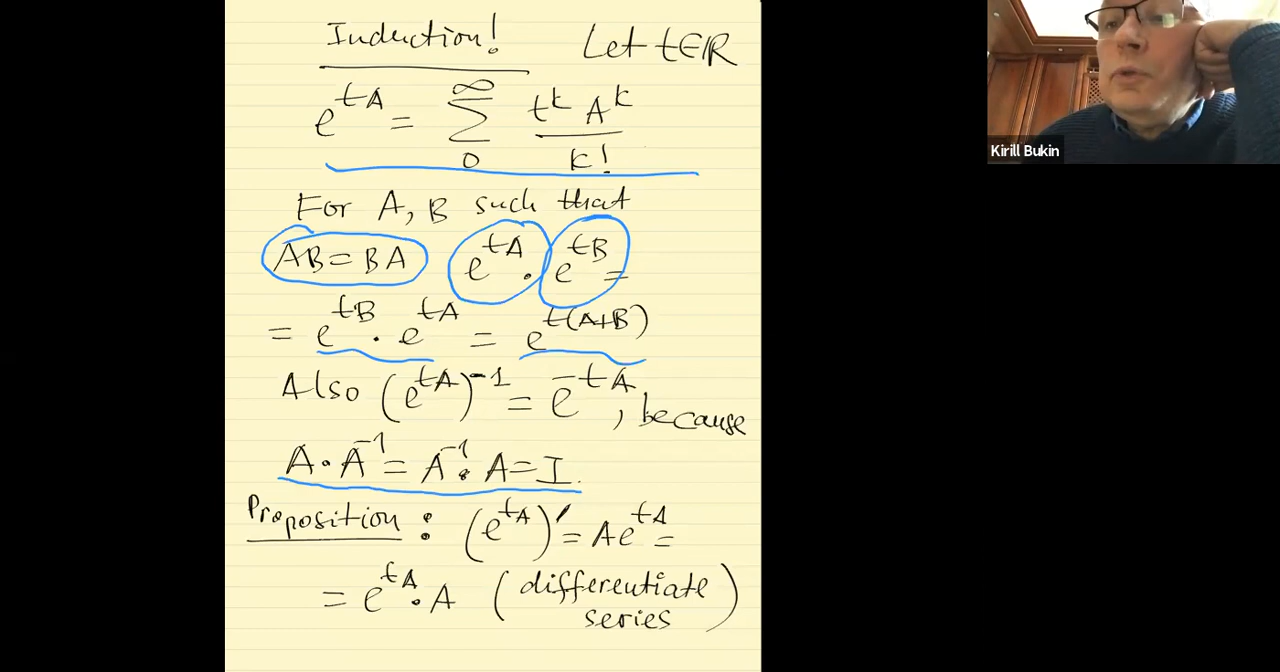 Induction! Let t∈R
e^{tA} = ∑_0^∞ t^k A^k / k!
For A, B such that
AB = BA e^{tA} · e^{tB} =
= e^{tB} · e^{tA} = e^{t(A+B)}
Also (e^{tA})^{-1} = e^{-tA}, because
A · A^{-1} = A^{-1} · A = I.
Proposition : (e^{tA})' = Ae^{tA} =
= e^{tA} · A (differentiate
series)
Kirill Bukin